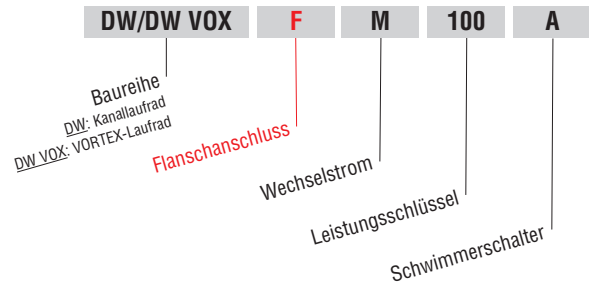 DW/DW VOX F M 100 A
Baureihe
DW: Kanallaufrad
DW VOX: VORTEX-Laufrad
Flanschanschluss
Wechselstrom
Leistungsschlüssel
Schwimmerschalter